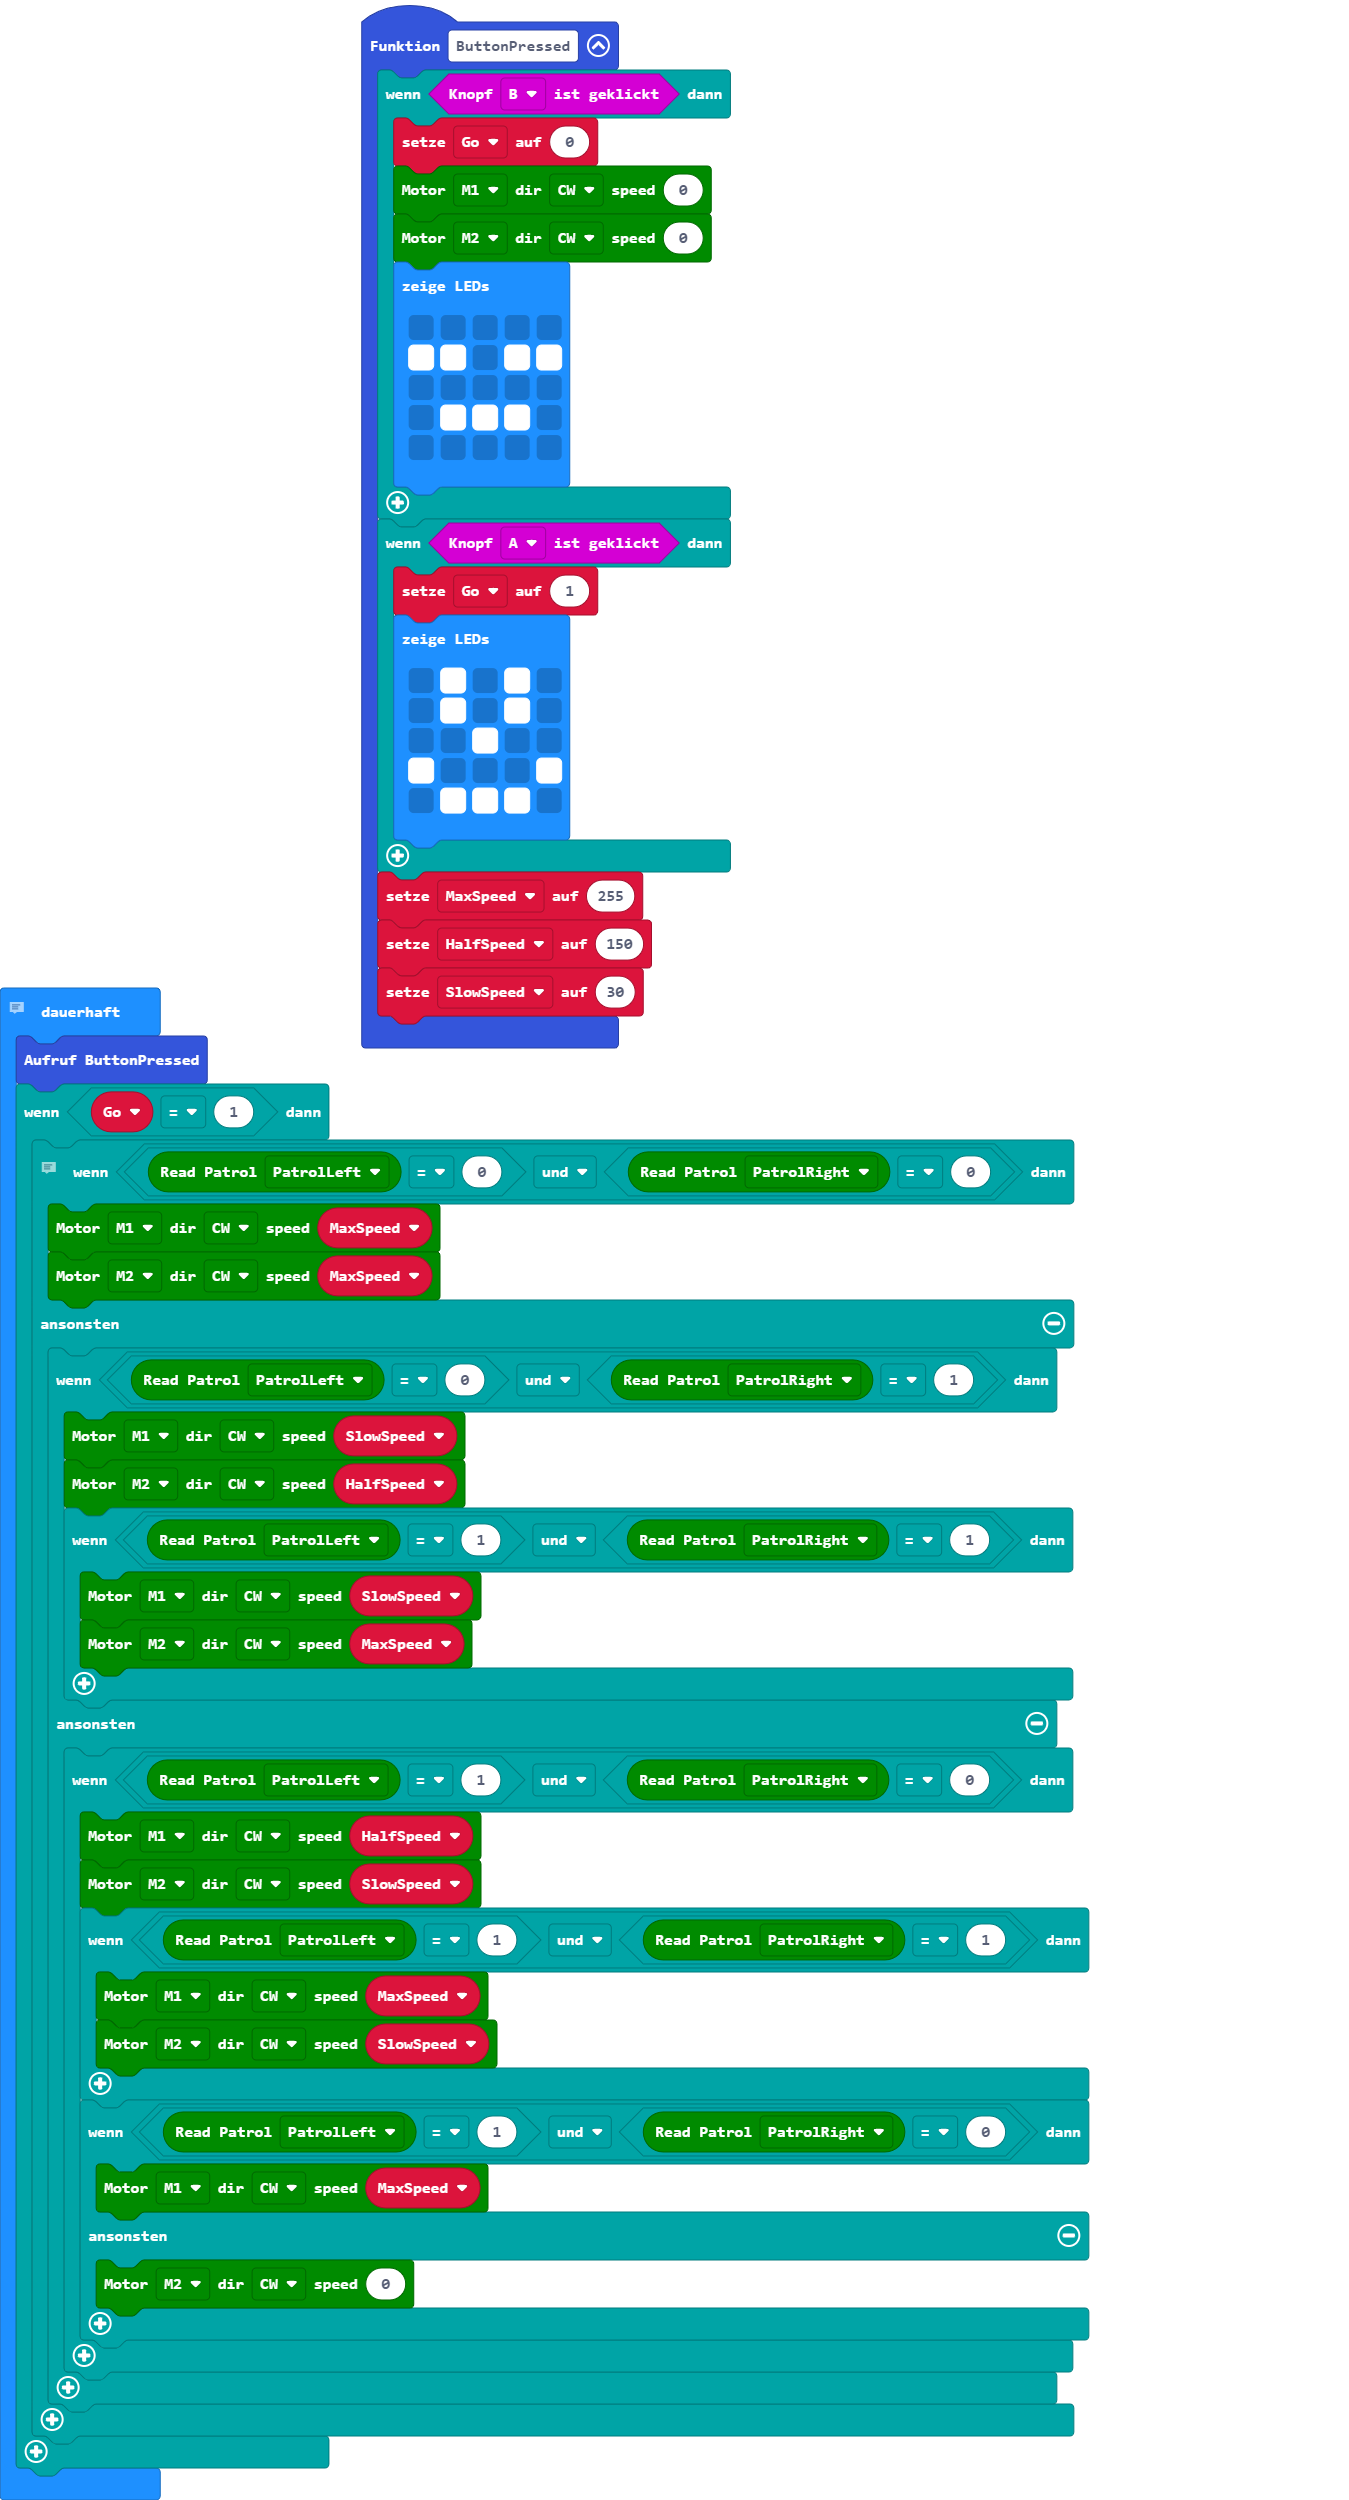 Funktion ButtonPressed
wenn Knopf B ist geklickt dann
setze Go auf 0
Motor M1 dir CW speed 0
Motor M2 dir CW speed 0
zeige LEDs
wenn Knopf A ist geklickt dann
setze Go auf 1
zeige LEDs
setze MaxSpeed auf 255
setze HalfSpeed auf 150
setze SlowSpeed auf 30
dauerhaft
Aufruf ButtonPressed
wenn Go = 1 dann
wenn Read Patrol PatrolLeft = 0 und Read Patrol PatrolRight = 0 dann
Motor M1 dir CW speed MaxSpeed
Motor M2 dir CW speed MaxSpeed
ansonsten
wenn Read Patrol PatrolLeft = 0 und Read Patrol PatrolRight = 1 dann
Motor M1 dir CW speed SlowSpeed
Motor M2 dir CW speed HalfSpeed
wenn Read Patrol PatrolLeft = 1 und Read Patrol PatrolRight = 1 dann
Motor M1 dir CW speed SlowSpeed
Motor M2 dir CW speed MaxSpeed
ansonsten
wenn Read Patrol PatrolLeft = 1 und Read Patrol PatrolRight = 0 dann
Motor M1 dir CW speed HalfSpeed
Motor M2 dir CW speed SlowSpeed
wenn Read Patrol PatrolLeft = 1 und Read Patrol PatrolRight = 1 dann
Motor M1 dir CW speed MaxSpeed
Motor M2 dir CW speed SlowSpeed
wenn Read Patrol PatrolLeft = 1 und Read Patrol PatrolRight = 0 dann
Motor M1 dir CW speed MaxSpeed
ansonsten
Motor M2 dir CW speed 0